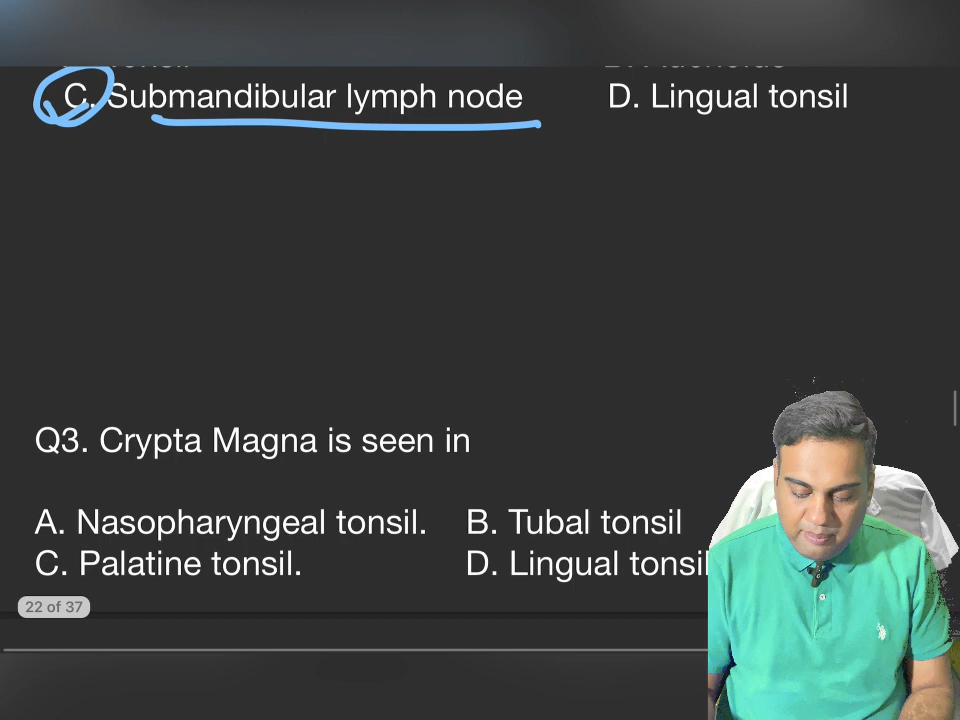 C. Submandibular lymph node D. Lingual tonsil
Q3. Crypta Magna is seen in
A. Nasopharyngeal tonsil. B. Tubal tonsil
C. Palatine tonsil. D. Lingual tonsil
22 of 37